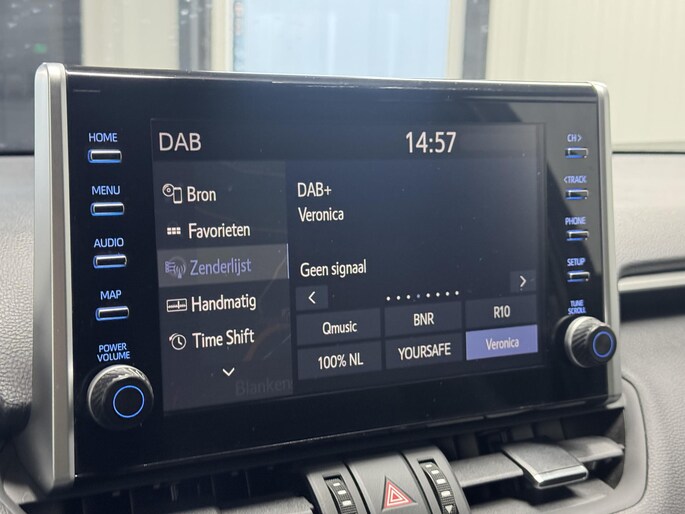 HOME
MENU
AUDIO
MAP
POWER
VOLUME
DAB
14:57
Bron
Favorieten
Zenderlijst
Handmatig
Time Shift
DAB+
Veronica
Geen signaal
Qmusic
BNR
R10
100% NL
YOURSAFE
Veronica
CH>
<TRACK
PHONE
SETUP
TUNE
SCROLL